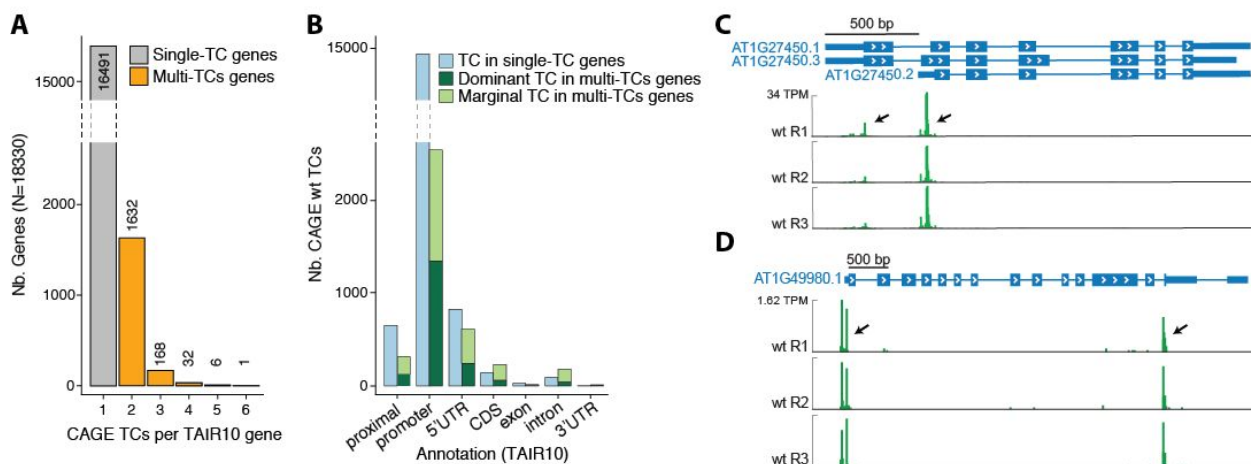 A
15000
2000
1000
0
Nb. Genes (N=18330)
16491
1632
168
32
6
1
Single-TC genes
Multi-TCs genes
1 2 3 4 5 6
CAGE TCs per TAIR10 gene
B
15000
2000
1000
0
Nb. CAGE wt TCs
TC in single-TC genes
Dominant TC in multi-TCs genes
Marginal TC in multi-TCs genes
proximal
promoter
5'UTR
CDS
exon
intron
3'UTR
Annotation (TAIR10)
C
500 bp
AT1G27450.1
AT1G27450.3
AT1G27450.2
34 TPM
wt R1
wt R2
wt R3
D
500 bp
AT1G49980.1
1.62 TPM
wt R1
wt R2
wt R3